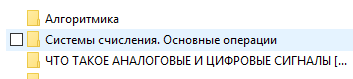 Алгоритмика
Системы счисления. Основные операции
ЧТО ТАКОЕ АНАЛОГОВЫЕ И ЦИФРОВЫЕ СИГНАЛЫ [...